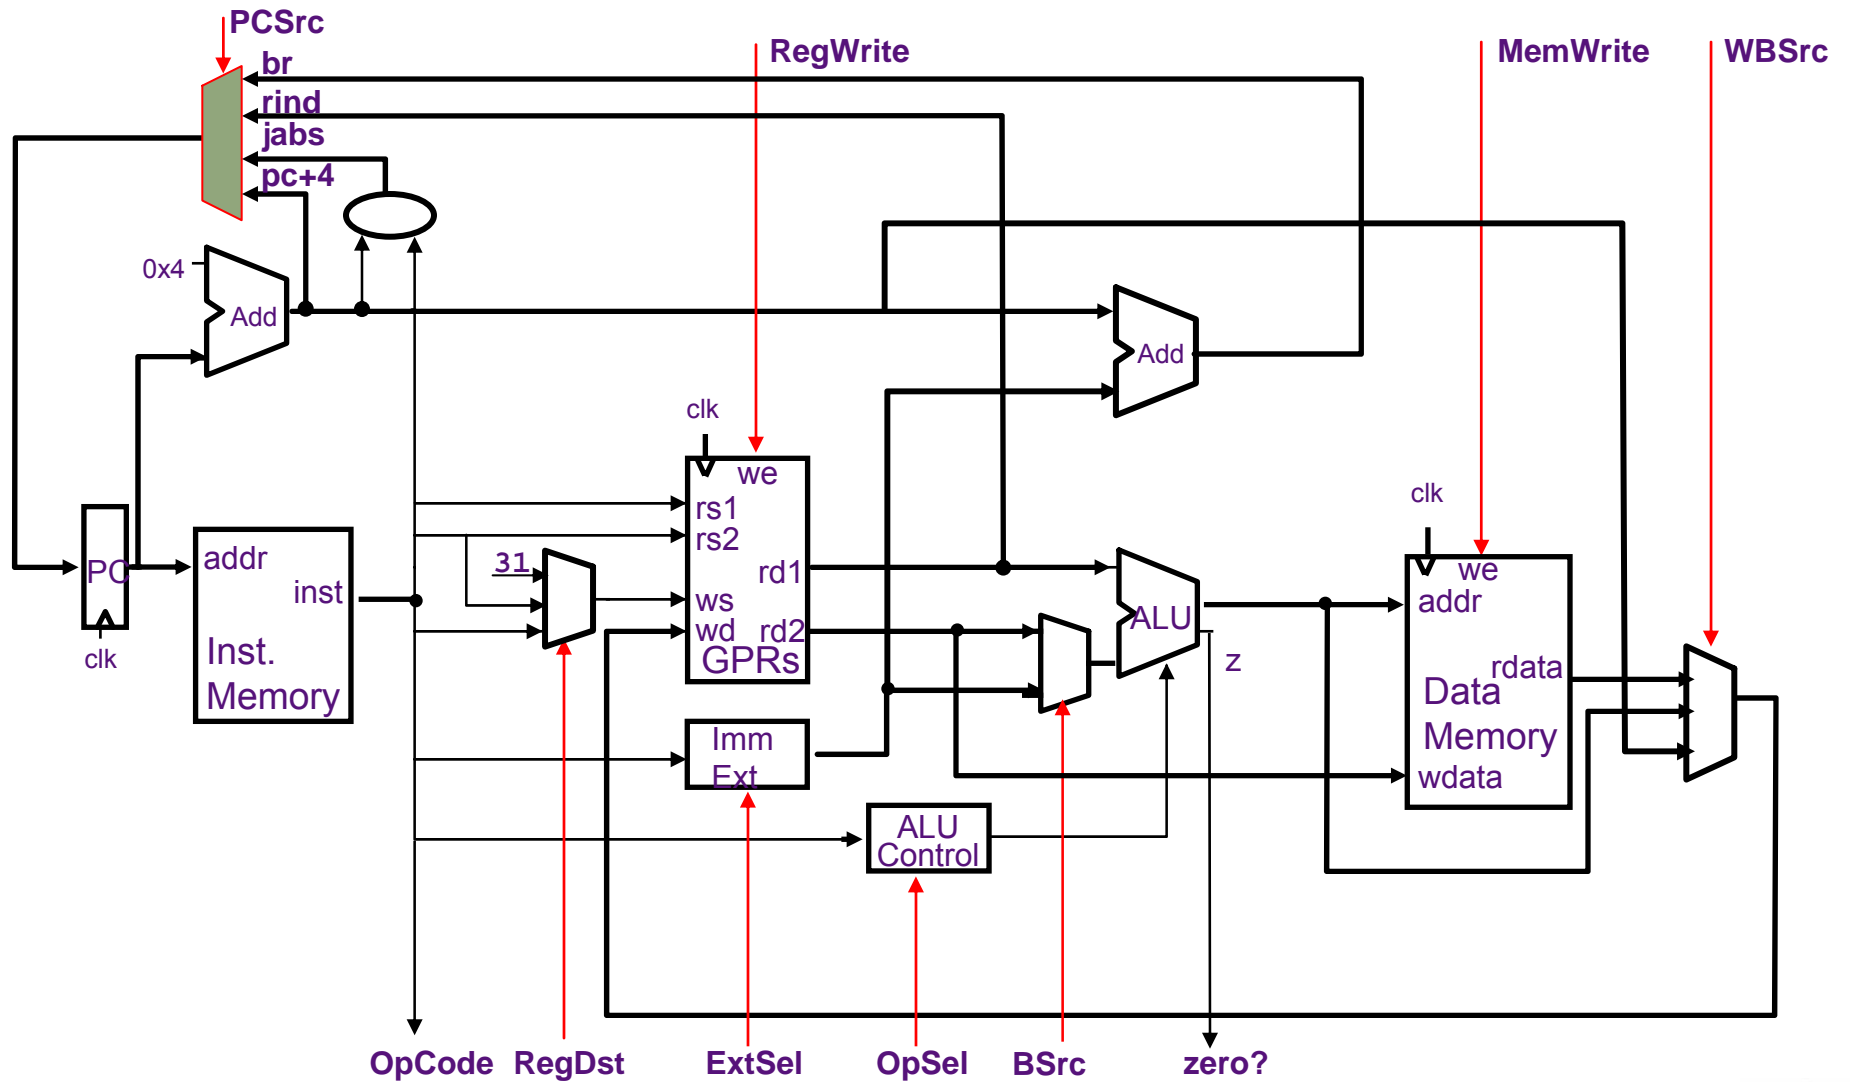 PCSrc
RegWrite
MemWrite
WBSrc
br
rind
jabs
pc+4
0x4
Add
Add
clk
we
rs1
rs2
rd1
ws
wd
rd2
GPRs
31
PC
clk
addr
inst
Inst.
Memory
ALU
z
clk
we
addr
rdata
Data
Memory
wdata
Imm
Ext
ALU
Control
OpCode
RegDst
ExtSel
OpSel
BSrc
zero?